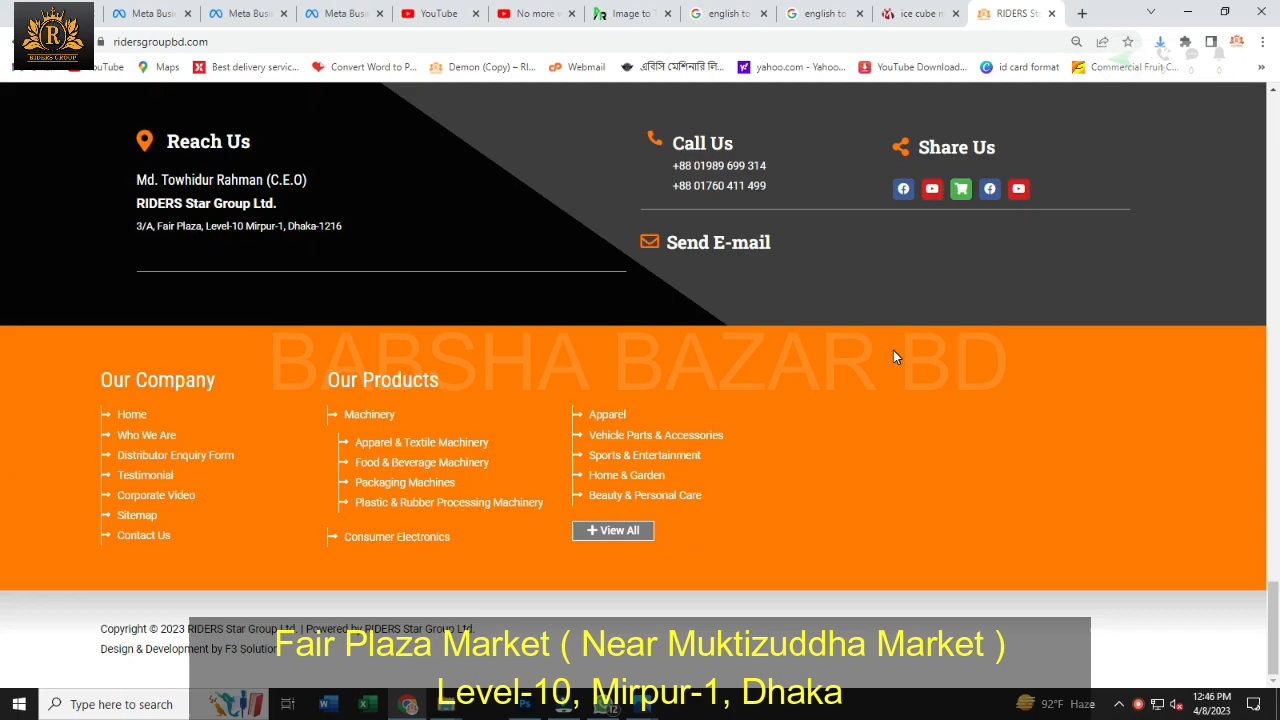 Meta Busine
Meta Busine
Meta Busine
YouTube
No more w
Image to T
english to
english to
ice cube m
RIDERS Sta
ridersgroupbd.com
R
RIDERS GROUP
YouTube
Maps
Best delivery servic...
Convert Word to P...
Demon (Copy) – R...
Webmail
এবিসি মেশিনারি লি...
yahoo.com - Yahoo...
YouTube Download...
id card format
Commercial Fruit C...
Reach Us
Md. Towhidur Rahman (C.E.O)
RIDERS Star Group Ltd.
3/A, Fair Plaza, Level-10 Mirpur-1, Dhaka-1216
Call Us
+88 01989 699 314
+88 01760 411 499
Share Us
Send E-mail
BABSHA BAZAR BD
Our Company
Home
Who We Are
Distributor Enquiry Form
Testimonial
Corporate Video
Sitemap
Contact Us
Our Products
Machinery
Apparel & Textile Machinery
Food & Beverage Machinery
Packaging Machines
Plastic & Rubber Processing Machinery
Consumer Electronics
Apparel
Vehicle Parts & Accessories
Sports & Entertainment
Home & Garden
Beauty & Personal Care
View All
Copyright © 2023 RIDERS Star Group Ltd. | Powered by RIDERS Star Group Ltd.
Design & Development by F3 Solution
Fair Plaza Market ( Near Muktizuddha Market )
Level-10, Mirpur-1, Dhaka
Type here to search
92°F Haze
12:46 PM
4/8/2023